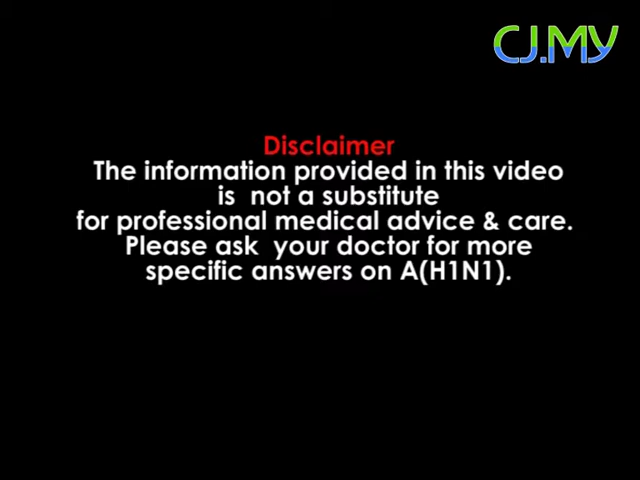 CJ.MY
Disclaimer
The information provided in this video
is not a substitute
for professional medical advice & care.
Please ask your doctor for more
specific answers on A(H1N1).